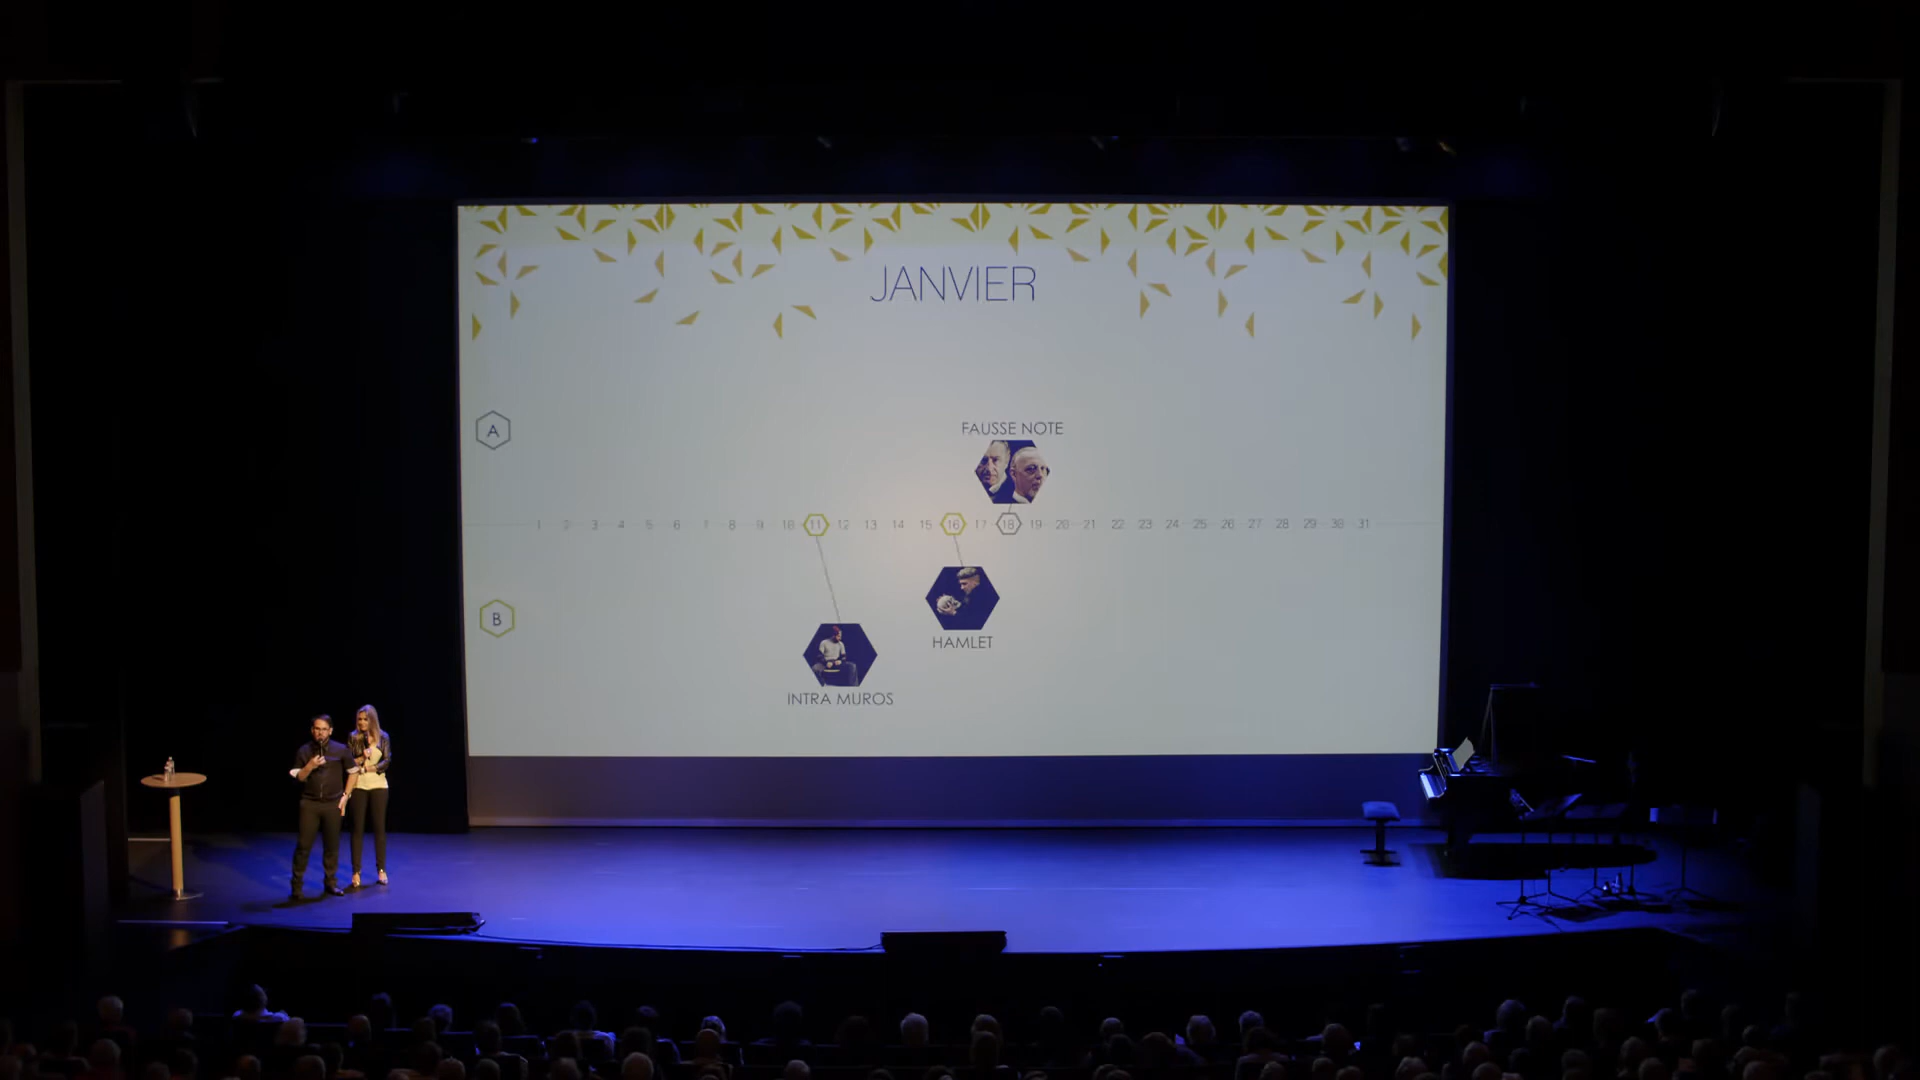 JANVIER
A
FAUSSE NOTE
1 2 3 4 5 6 7 8 9 10 11 12 13 14 15 16 17 18 19 20 21 22 23 24 25 26 27 28 29 30 31
B
HAMLET
INTRA MUROS